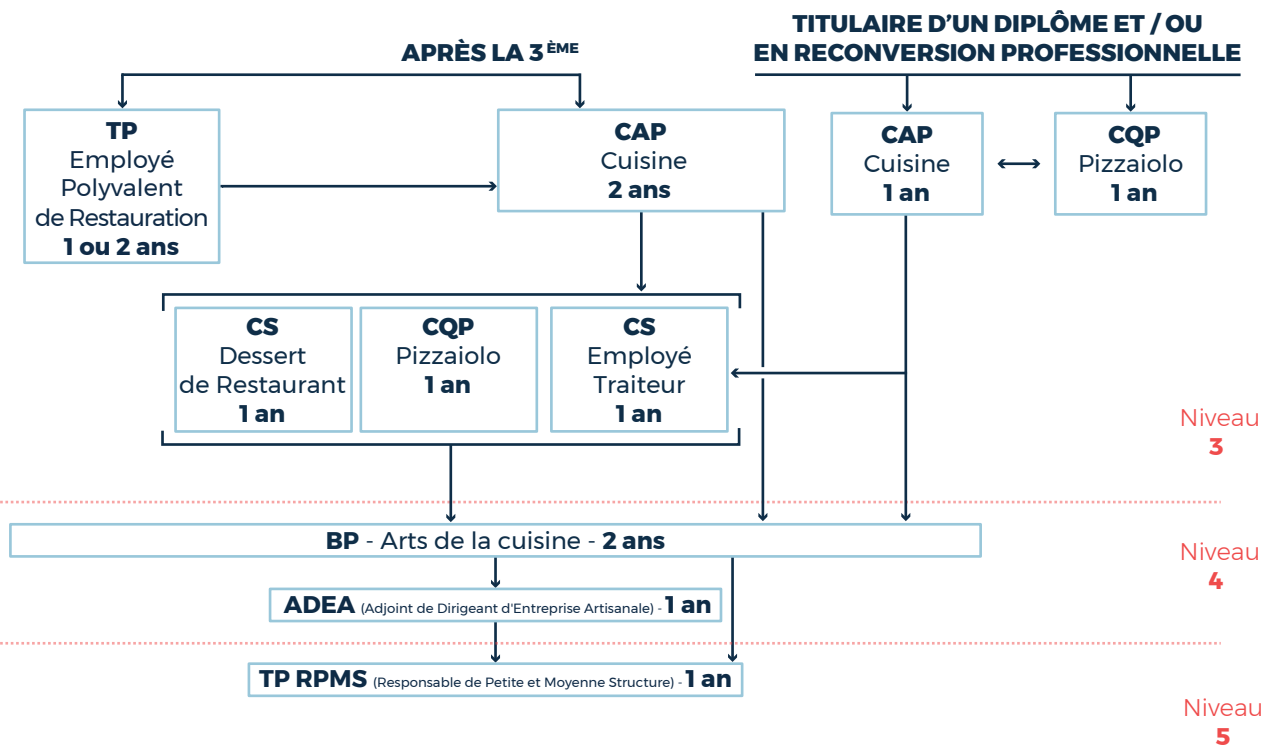 APRÈS LA 3ÈME
TITULAIRE D'UN DIPLÔME ET / OU
EN RECONVERSION PROFESSIONNELLE
TP
Employé
Polyvalent
de Restauration
1 ou 2 ans
CAP
Cuisine
2 ans
CAP
Cuisine
1 an
CQP
Pizzaiolo
1 an
CS
Dessert
de Restaurant
1 an
CQP
Pizzaiolo
1 an
CS
Employé
Traiteur
1 an
Niveau
3
BP - Arts de la cuisine - 2 ans
Niveau
4
ADEA (Adjoint de Dirigeant d'Entreprise Artisanale) - 1 an
TP RPMS (Responsable de Petite et Moyenne Structure) - 1 an
Niveau
5